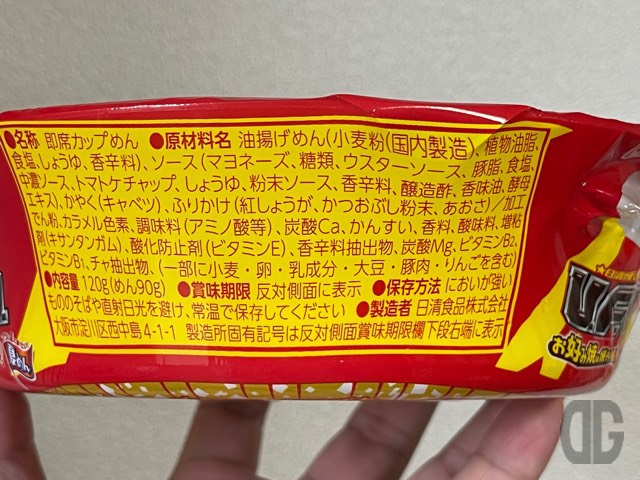 ●名称 即席カップめん ●原材料名 油揚げめん(小麦粉(国内製造)、植物油脂、
食塩、しょうゆ、香辛料)、ソース(マヨネーズ、糖類、ウスターソース、豚脂、食塩、
中濃ソース、トマトケチャップ、しょうゆ、粉末ソース、香辛料、醸造酢、香味油、酵母
エキス)、かやく(キャベツ)、ふりかけ(紅しょうが、かつおぶし粉末、あおさ)/加工
でん粉、カラメル色素、調味料(アミノ酸等)、炭酸Ca、かんすい、香料、酸味料、増粘
剤(キサンタンガム)、酸化防止剤(ビタミンE)、香辛料抽出物、炭酸Mg、ビタミンB₂、
ビタミンB₁、チャ抽出物、(一部に小麦・卵・乳成分・大豆・豚肉・りんごを含む)
●内容量 120g(めん90g) ●賞味期限 反対側面に表示 ●保存方法 においが強い
もののそばや直射日光を避け、常温で保存してください ●製造者 日清食品株式会社
大阪市淀川区西中島4-1-1 製造所固有記号は反対側面賞味期限欄下段右端に表示
U.F.
お好み焼
DG